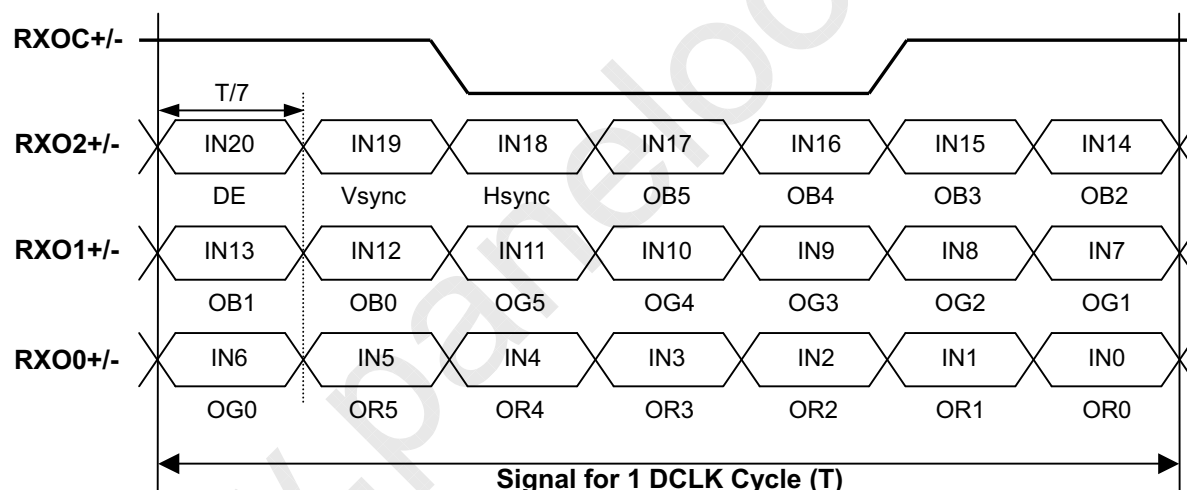 RXOC+/-
T/7
RXO2+/- IN20 IN19 IN18 IN17 IN16 IN15 IN14
DE Vsync Hsync OB5 OB4 OB3 OB2
RXO1+/- IN13 IN12 IN11 IN10 IN9 IN8 IN7
OB1 OB0 OG5 OG4 OG3 OG2 OG1
RXO0+/- IN6 IN5 IN4 IN3 IN2 IN1 IN0
OG0 OR5 OR4 OR3 OR2 OR1 OR0
Signal for 1 DCLK Cycle (T)